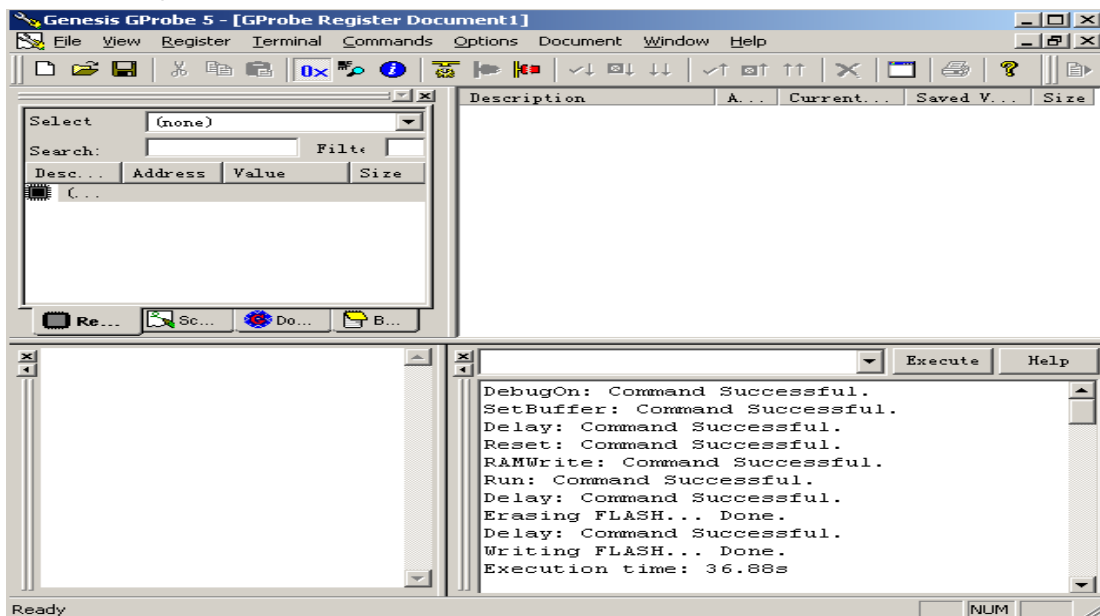 Genesis GProbe 5 - [GProbe Register Document1]
File View Register Terminal Commands Options Document Window Help
0x
Description A... Current... Saved V... Size
Select (none)
Search: Filte
Desc... Address Value Size
(...
Re... Sc... Do... B...
Execute Help
DebugOn: Command Successful.
SetBuffer: Command Successful.
Delay: Command Successful.
Reset: Command Successful.
RAMWrite: Command Successful.
Run: Command Successful.
Delay: Command Successful.
Erasing FLASH... Done.
Delay: Command Successful.
Writing FLASH... Done.
Execution time: 36.88s
Ready NUM